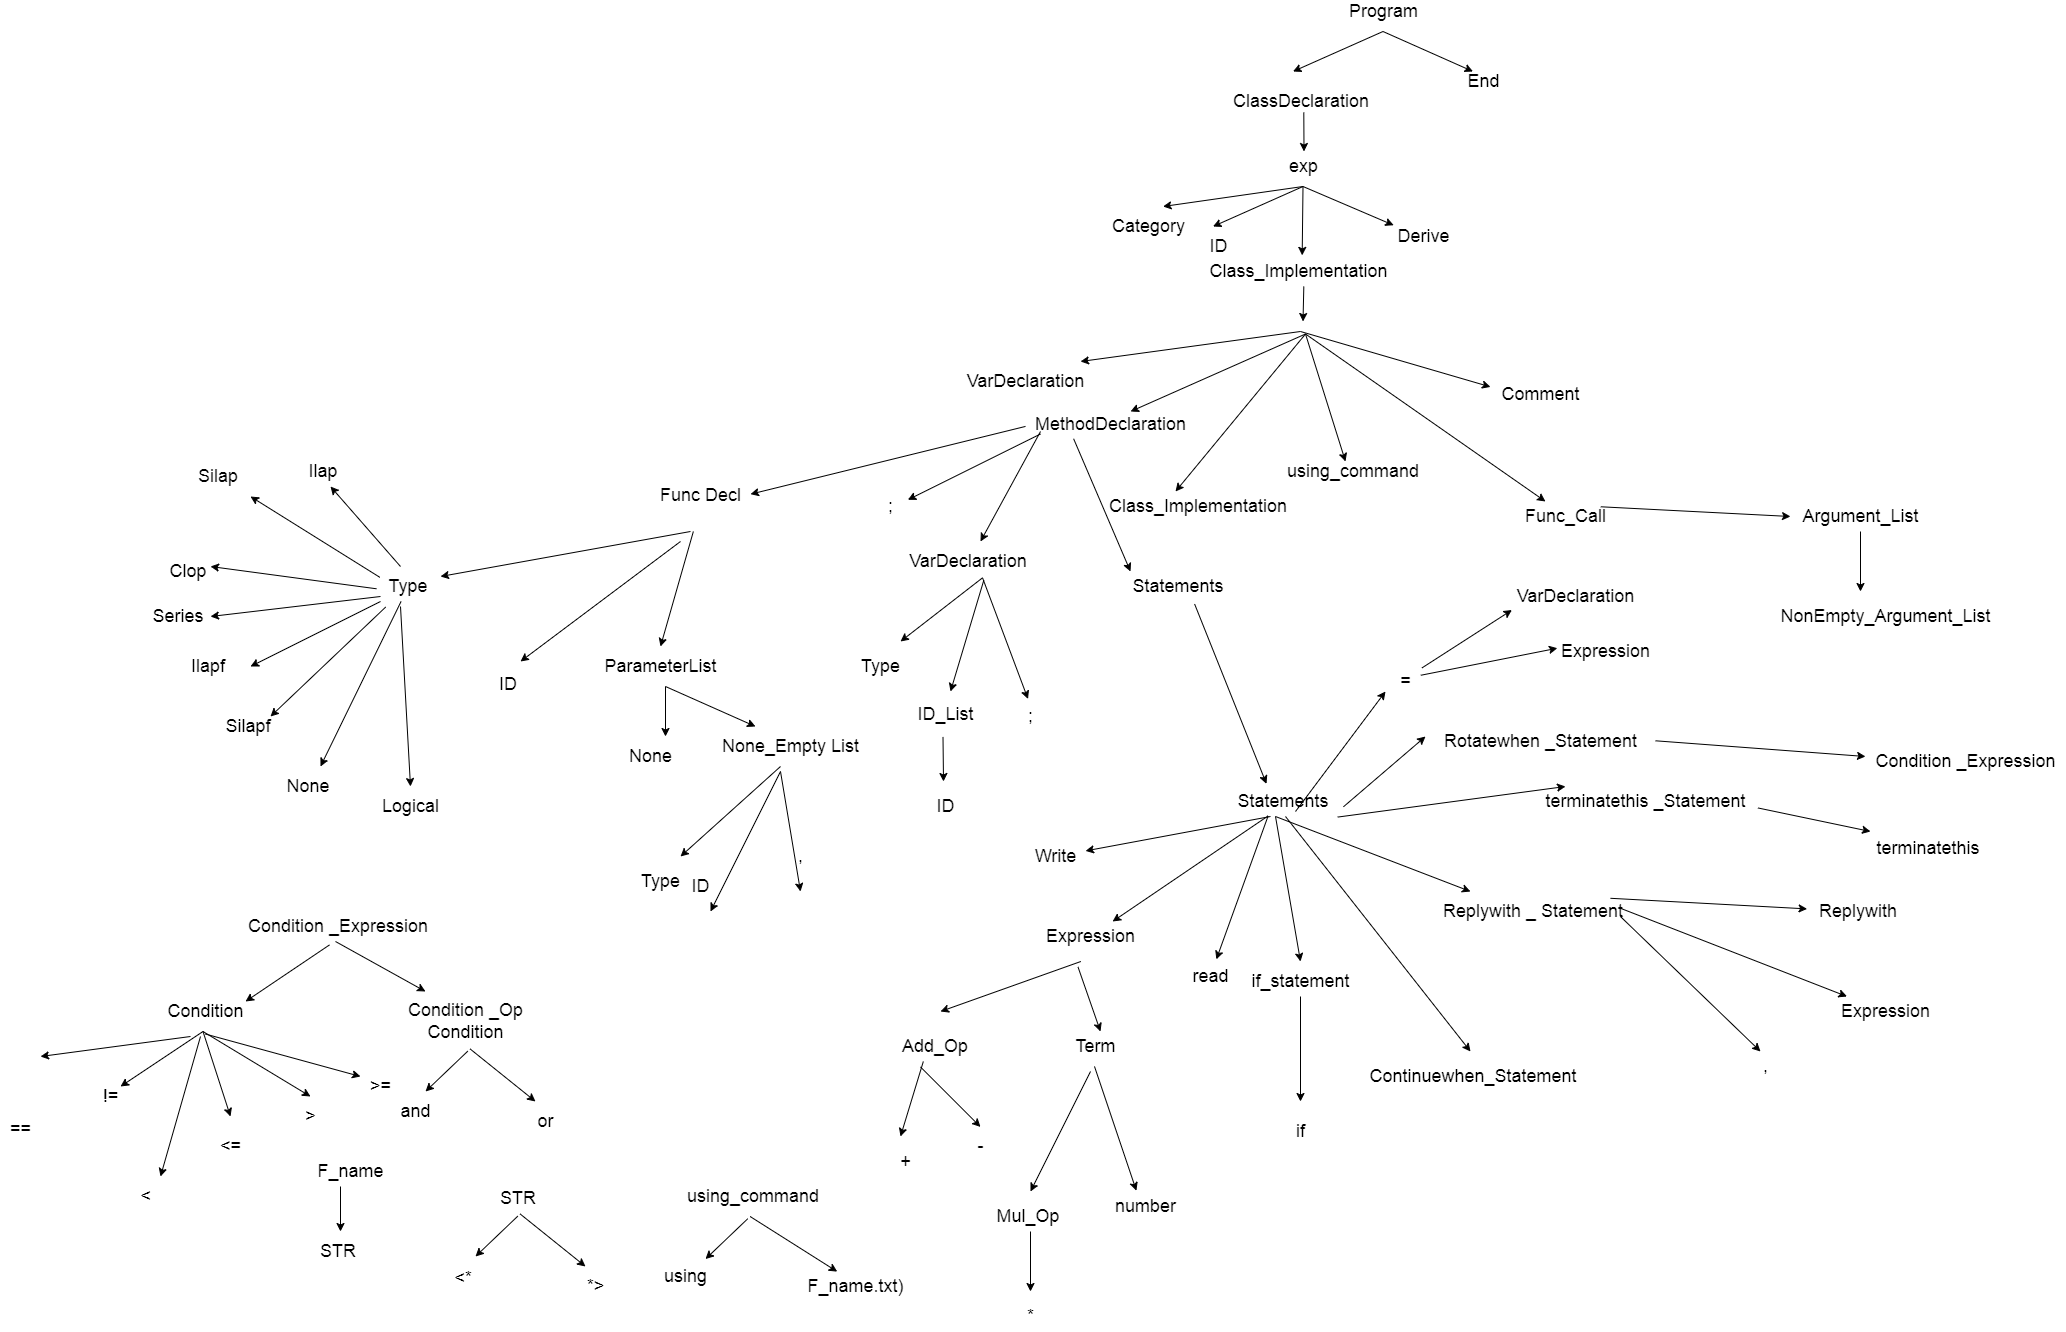 Program
End
ClassDeclaration
exp
Category
ID
Derive
Class_Implementation
VarDeclaration
Comment
MethodDeclaration
Silap
Ilap
using_command
Func Decl
;
Class_Implementation
Func_Call
Argument_List
Clop
Type
VarDeclaration
Statements
VarDeclaration
Series
NonEmpty_Argument_List
Ilapf
ParameterList
Type
Expression
ID
=
Silapf
ID_List
;
None
None_Empty List
Rotatewhen _Statement
Condition _Expression
None
Logical
ID
Statements
terminatethis _Statement
terminatethis
Write
,
Type
ID
Condition _Expression
Expression
Replywith _ Statement
Replywith
read
if_statement
Condition
Condition _Op
Condition
Expression
Add_Op
Term
Continuewhen_Statement
,
!=
>=
==
>
and
or
<=
+
-
if
<
F_name
STR
using_command
Mul_Op
number
STR
<*
*>
using
F_name.txt)
*